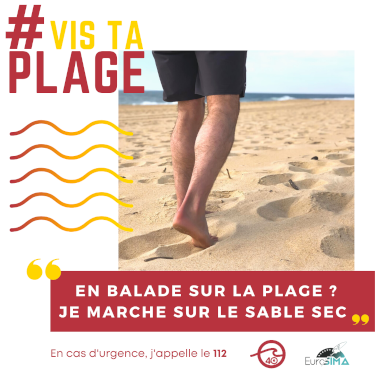 # VIS TA
PLAGE
“ EN BALADE SUR LA PLAGE ?
JE MARCHE SUR LE SABLE SEC ”
En cas d'urgence, j'appelle le 112
40
EuroSIMA